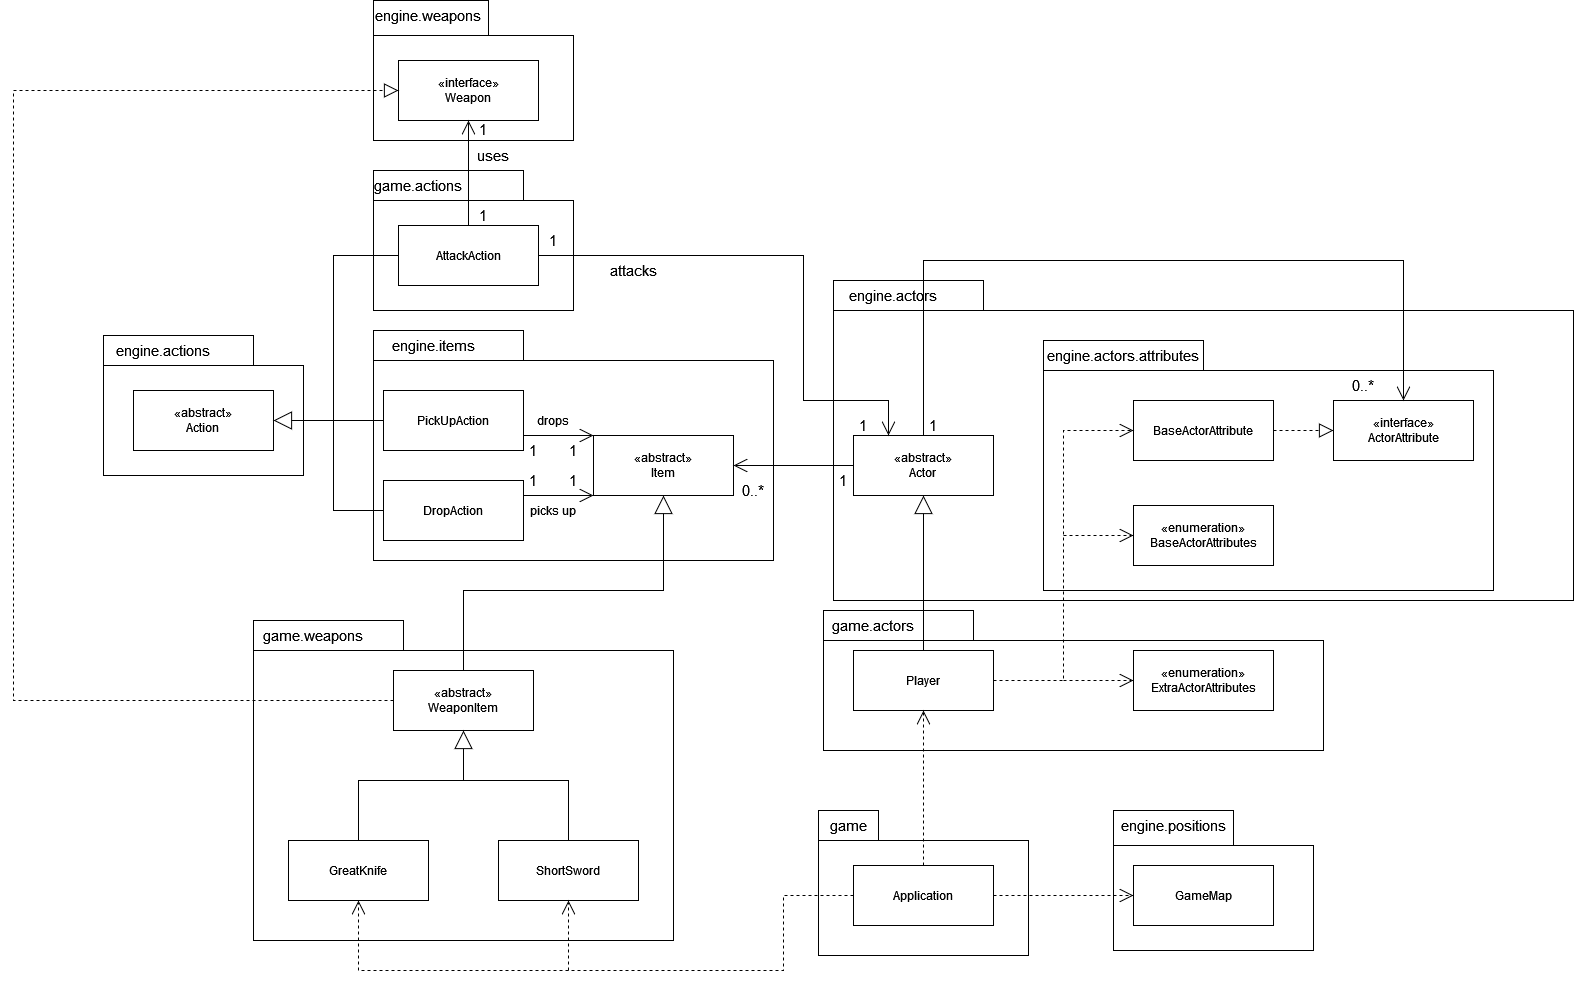 engine.weapons
«interface»
Weapon
1
uses
game.actions
1
AttackAction
1
attacks
engine.actions
«abstract»
Action
engine.items
PickUpAction
drops
1
1
DropAction
1
1
picks up
«abstract»
Item
0..*
engine.actors
1
1
«abstract»
Actor
1
engine.actors.attributes
0..*
BaseActorAttribute
«interface»
ActorAttribute
«enumeration»
BaseActorAttributes
game.actors
Player
«enumeration»
ExtraActorAttributes
game.weapons
«abstract»
WeaponItem
GreatKnife
ShortSword
game
Application
engine.positions
GameMap